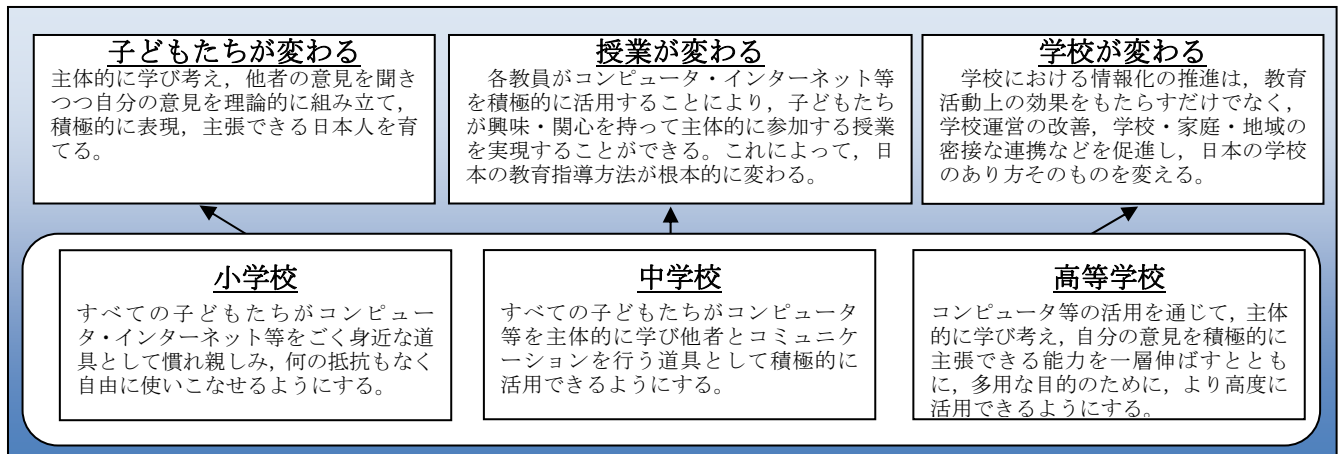 子どもたちが変わる
主体的に学び考え，他者の意見を聞き
つつ自分の意見を理論的に組み立て，
積極的に表現，主張できる日本人を育
てる。
授業が変わる
各教員がコンピュータ・インターネット等
を積極的に活用することにより，子どもたち
が興味・関心を持って主体的に参加する授業
を実現することができる。これによって，日
本の教育指導方法が根本的に変わる。
学校が変わる
学校における情報化の推進は，教育
活動上の効果をもたらすだけでなく，
学校運営の改善，学校・家庭・地域の
密接な連携などを促進し，日本の学校
のあり方そのものを変える。
小学校
すべての子どもたちがコンピュー
タ・インターネット等をごく身近な道
具として慣れ親しみ，何の抵抗もなく
自由に使いこなせるようにする。
中学校
すべての子どもたちがコンピュータ
等を主体的に学び他者とコミュニケ
ーションを行う道具として積極的に
活用できるようにする。
高等学校
コンピュータ等の活用を通じて，主体
的に学び考え，自分の意見を積極的に
主張できる能力を一層伸ばすととも
に，多用な目的のために，より高度に
活用できるようにする。